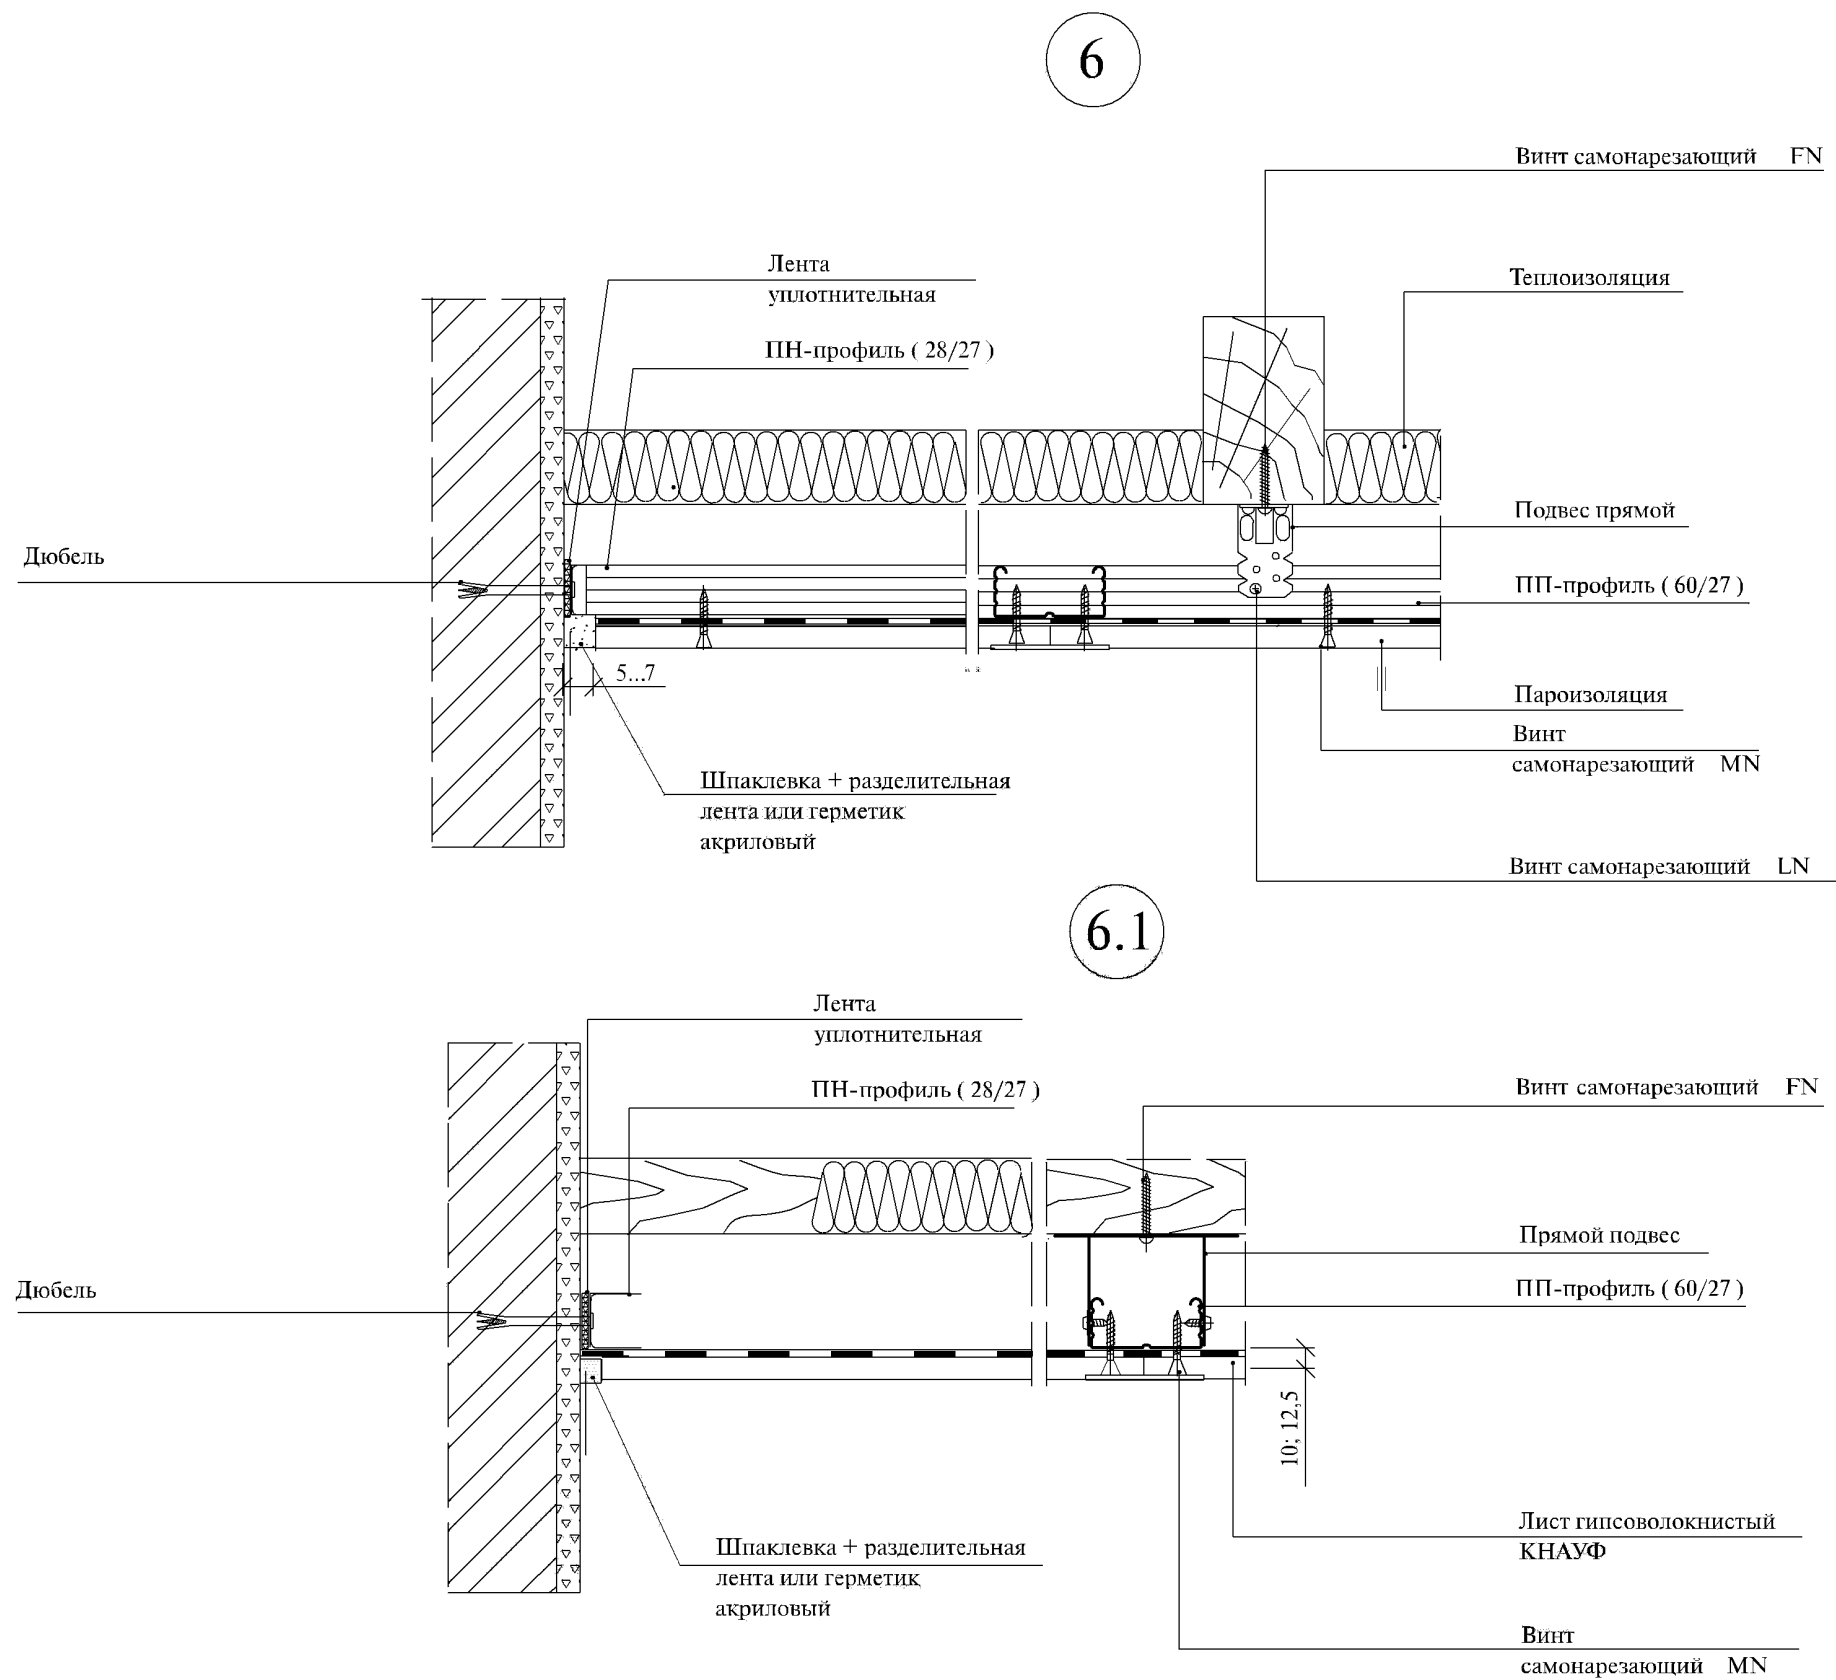 6
Винт самонарезающий FN
Лента
уплотнительная
Теплоизоляция
ПН-профиль ( 28/27 )
Подвес прямой
Дюбель
ПП-профиль ( 60/27 )
5...7
Пароизоляция
Винт
самонарезающий MN
Шпаклевка + разделительная
лента или герметик
акриловый
Винт самонарезающий LN
6.1
Лента
уплотнительная
ПН-профиль ( 28/27 )
Винт самонарезающий FN
Прямой подвес
Дюбель
ПП-профиль ( 60/27 )
10; 12,5
Лист гипсоволокнистый
КНАУФ
Шпаклевка + разделительная
лента или герметик
акриловый
Винт
самонарезающий MN